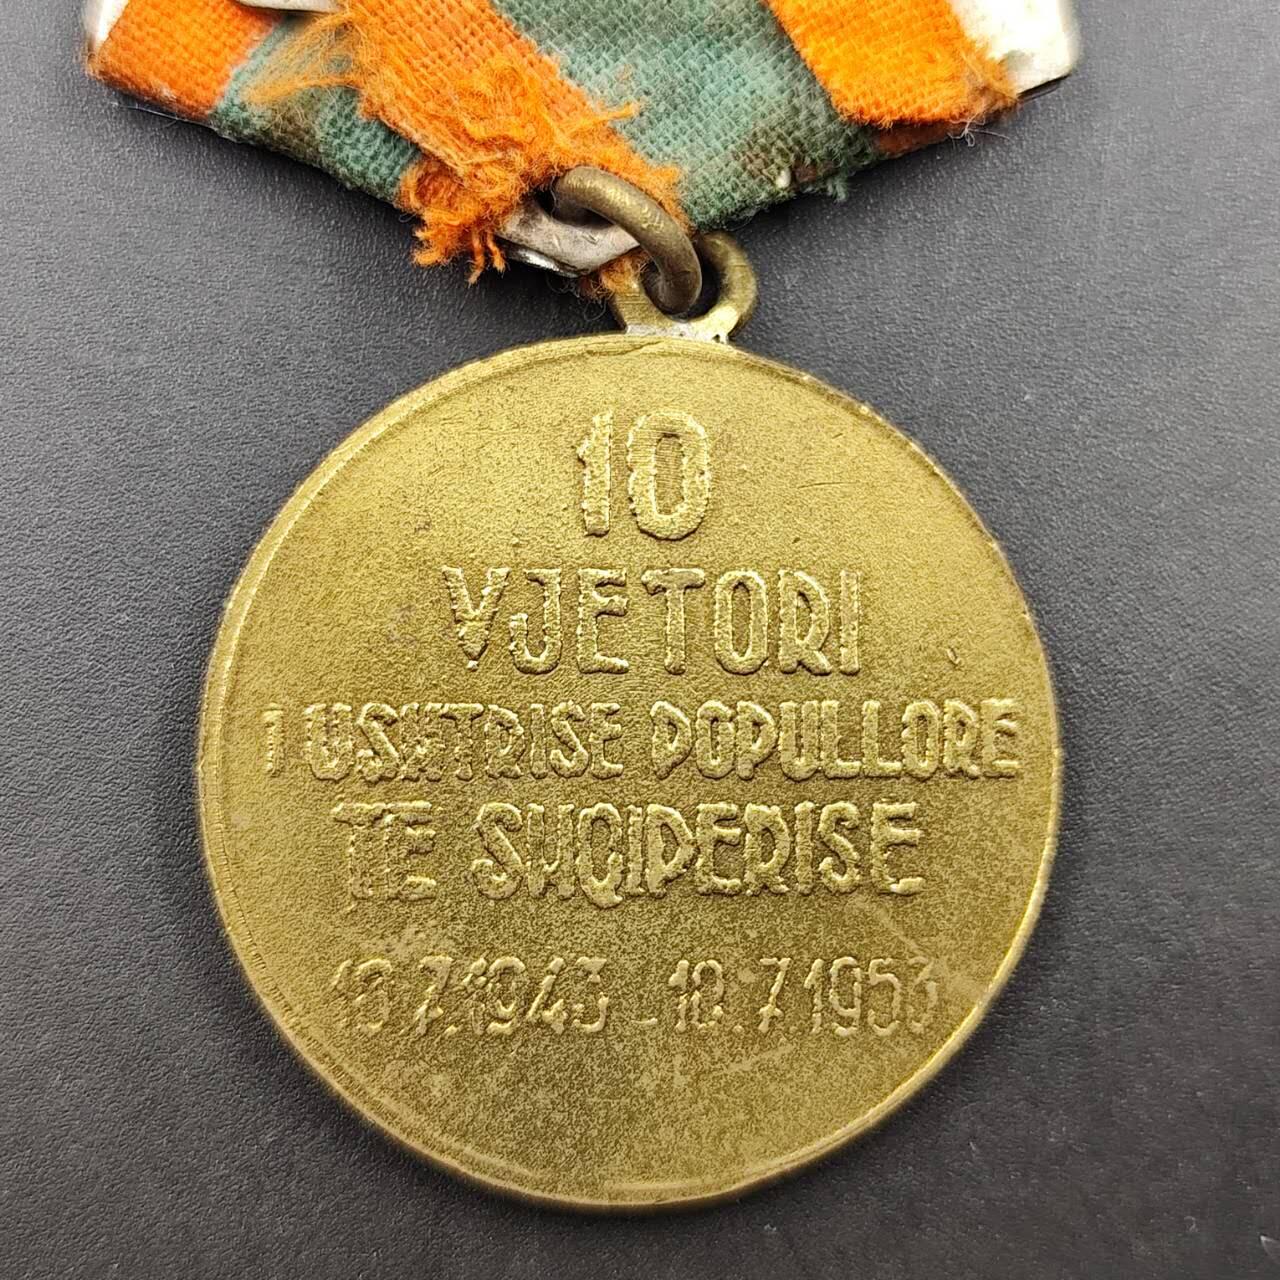 10
VJETORI
I USHTRISE POPULLORE
TE SHQIPERISE
10.7.1943 - 10.7.1953